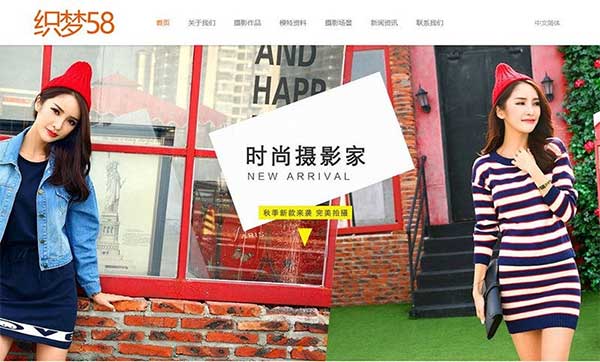 织梦58
首页 关于我们 摄影作品 模特资料 摄影场景 新闻资讯 联系我们 中文简体
AND
HAPP
时尚摄影家
NEW ARRIVAL
秋季新款来袭 完美拍摄